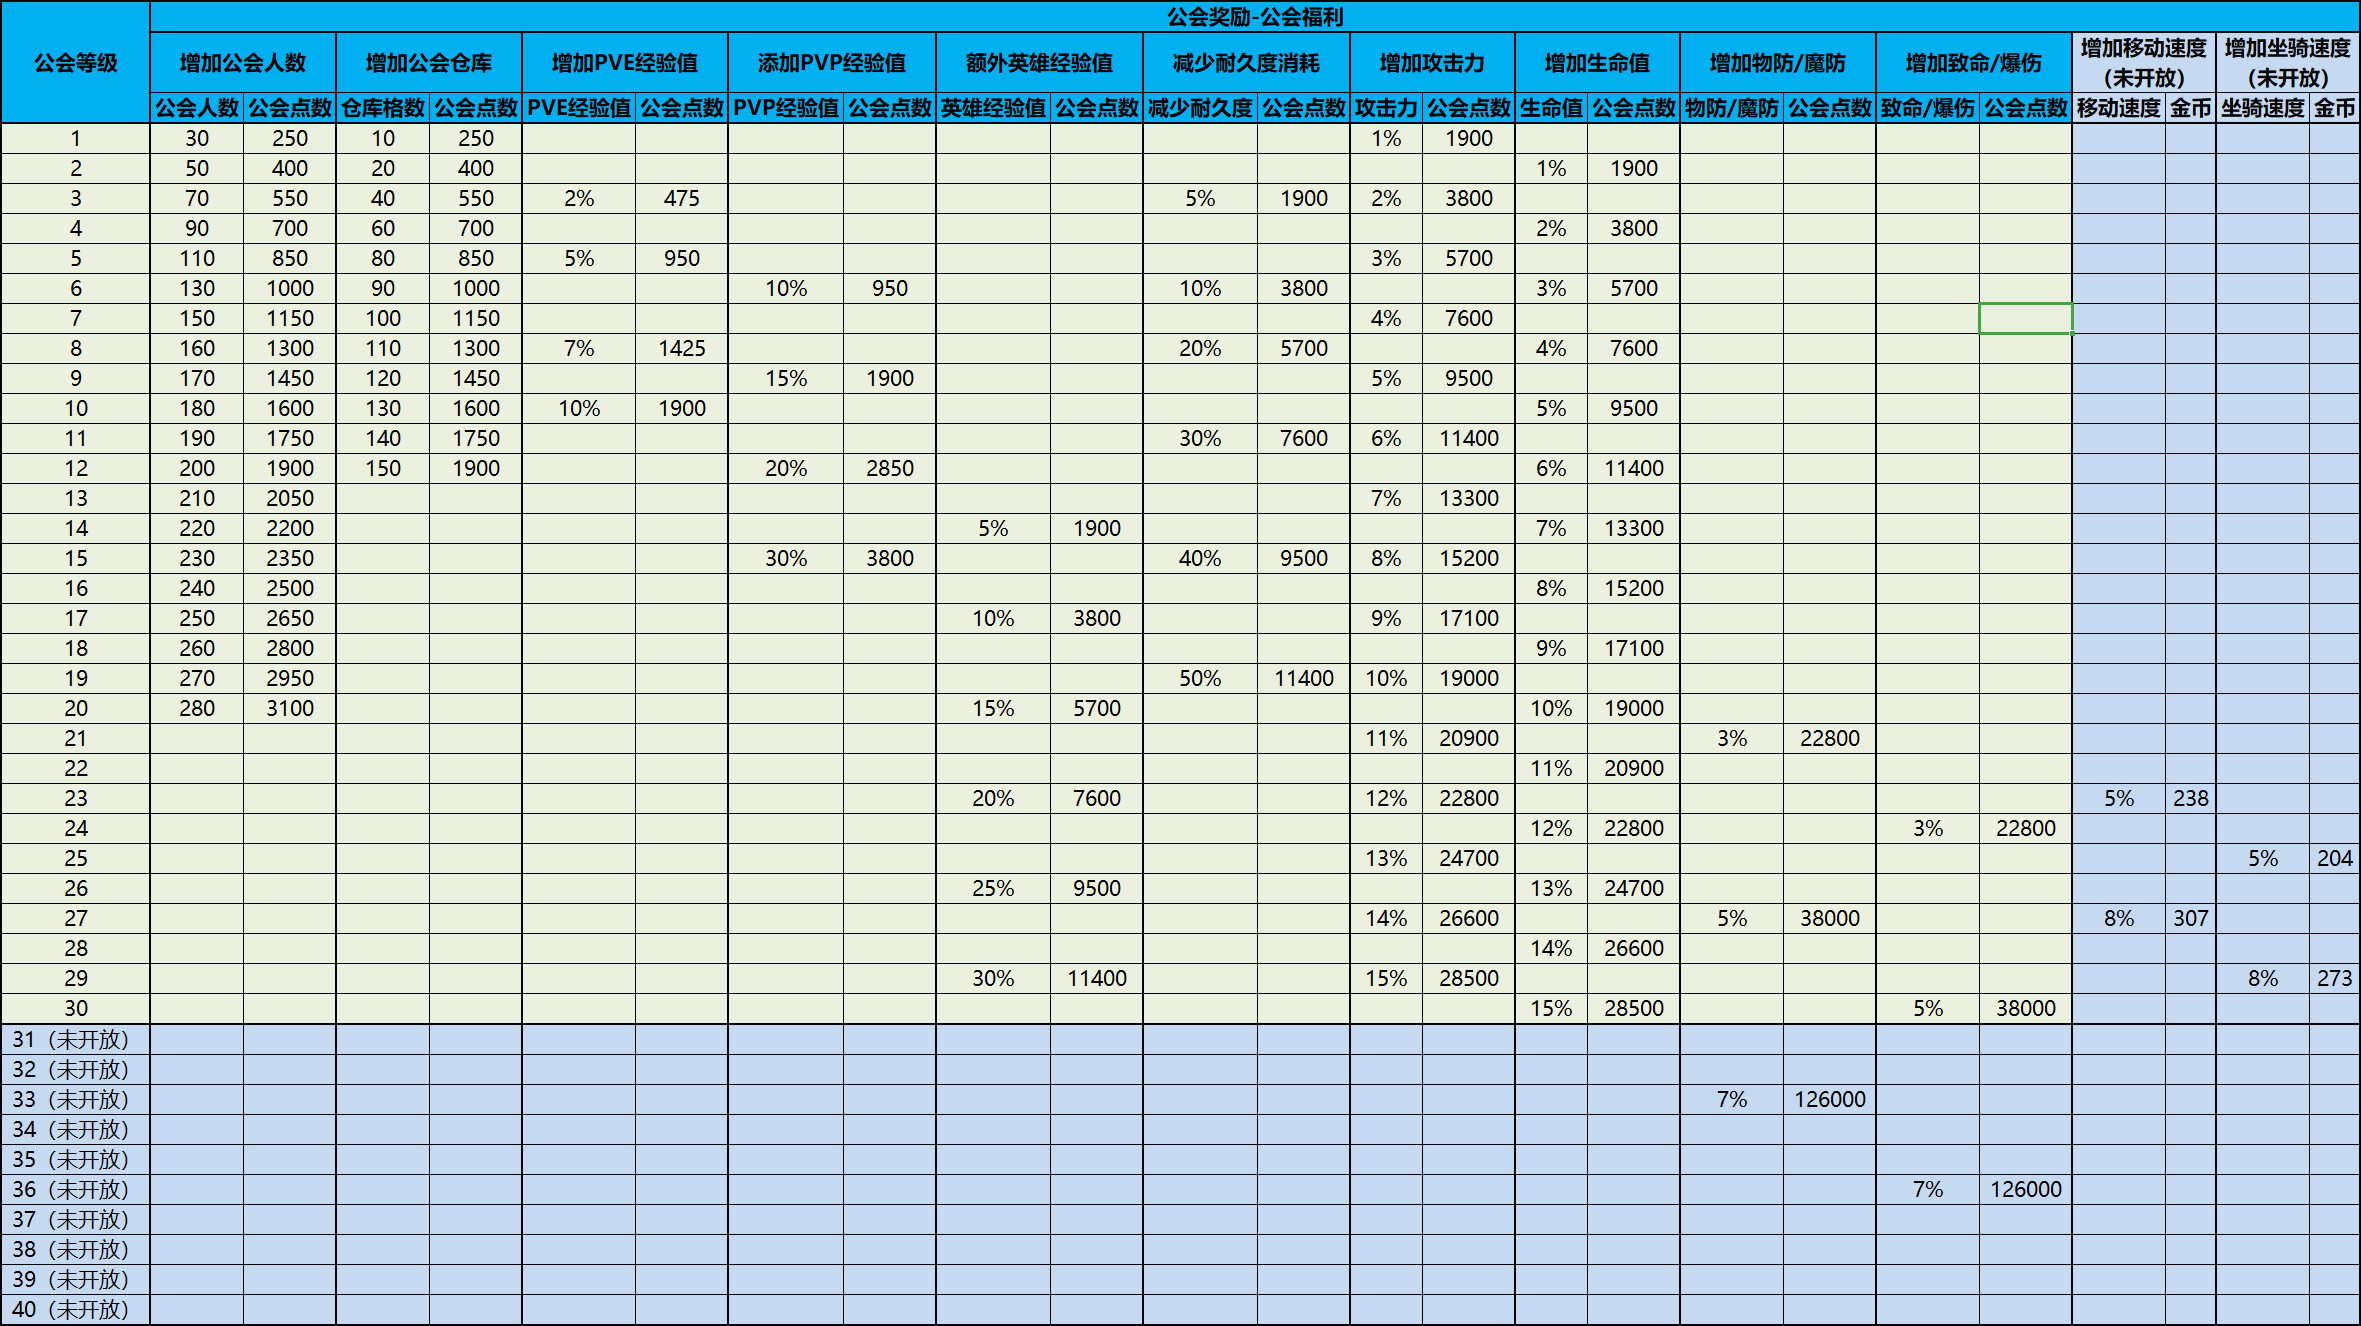 公会奖励-公会福利
公会等级 增加公会人数 增加公会仓库 增加PVE经验值 添加PVP经验值 额外英雄经验值 减少耐久度消耗 增加攻击力 增加生命值 增加物防/魔防 增加致命/爆伤 增加移动速度（未开放） 增加坐骑速度（未开放）
公会人数 公会点数 仓库格数 公会点数 PVE经验值 公会点数 PVP经验值 公会点数 英雄经验值 公会点数 减少耐久度 公会点数 攻击力 公会点数 生命值 公会点数 物防/魔防 公会点数 致命/爆伤 公会点数 移动速度 金币 坐骑速度 金币
1 30 250 10 250 1% 1900
2 50 400 20 400 1% 1900
3 70 550 40 550 2% 475 5% 1900 2% 3800
4 90 700 60 700 2% 3800
5 110 850 80 850 5% 950 3% 5700
6 130 1000 90 1000 10% 950 10% 3800 3% 5700
7 150 1150 100 1150 4% 7600
8 160 1300 110 1300 7% 1425 20% 5700 4% 7600
9 170 1450 120 1450 15% 1900 5% 9500
10 180 1600 130 1600 10% 1900 5% 9500
11 190 1750 140 1750 30% 7600 6% 11400
12 200 1900 150 1900 20% 2850 6% 11400
13 210 2050 7% 13300
14 220 2200 5% 1900 7% 13300
15 230 2350 30% 3800 40% 9500 8% 15200
16 240 2500 8% 15200
17 250 2650 10% 3800 9% 17100
18 260 2800 9% 17100
19 270 2950 50% 11400 10% 19000
20 280 3100 15% 5700 10% 19000
21 11% 20900 3% 22800
22 11% 20900
23 20% 7600 12% 22800 5% 238
24 12% 22800 3% 22800
25 13% 24700 5% 204
26 25% 9500 13% 24700
27 14% 26600 5% 38000 8% 307
28 14% 26600
29 30% 11400 15% 28500 8% 273
30 15% 28500 5% 38000
31（未开放）
32（未开放）
33（未开放） 7% 126000
34（未开放）
35（未开放）
36（未开放） 7% 126000
37（未开放）
38（未开放）
39（未开放）
40（未开放）